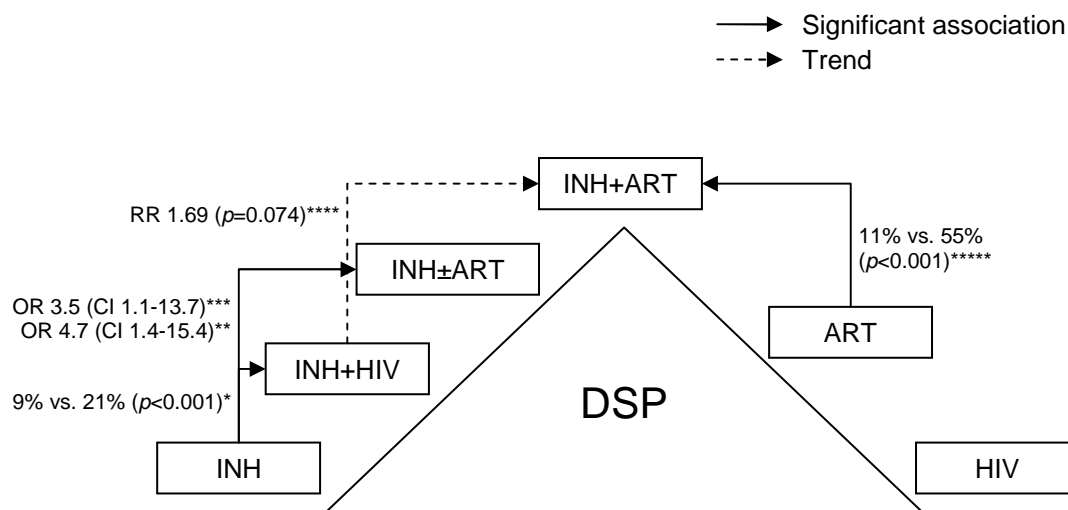 Significant association
Trend
INH+ART
RR 1.69 (p=0.074)****
11% vs. 55%
(p<0.001)*****
INH±ART
OR 3.5 (CI 1.1-13.7)***
OR 4.7 (CI 1.4-15.4)**
ART
INH+HIV
9% vs. 21% (p<0.001)*
DSP
INH
HIV